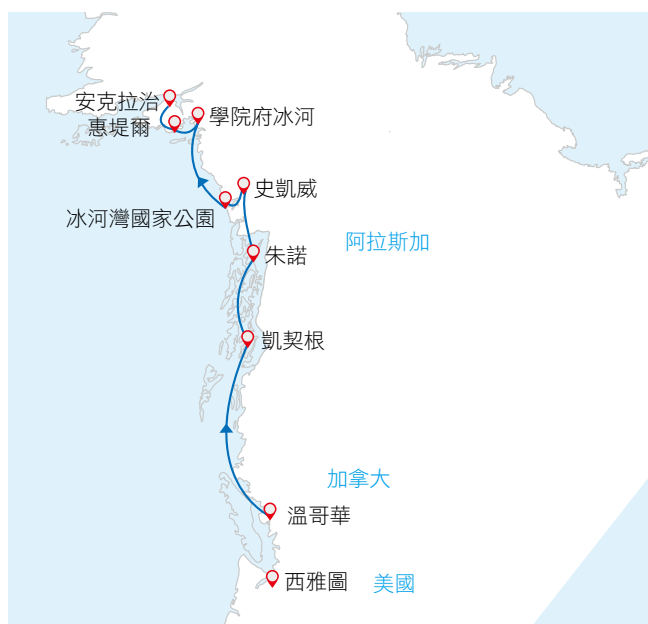 安克拉治
學院府冰河
惠堤爾
史凱威
冰河灣國家公園
阿拉斯加
朱諾
凱契根
加拿大
溫哥華
西雅圖
美國